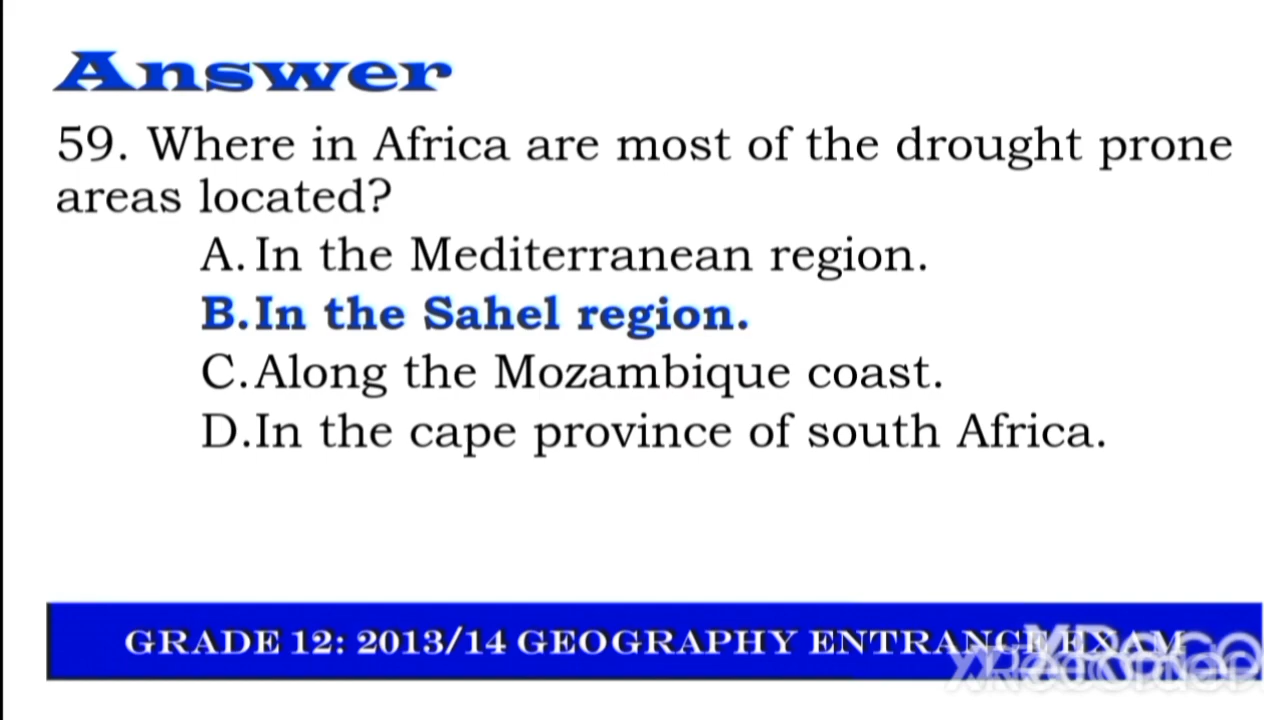 Answer
59. Where in Africa are most of the drought prone
areas located?
A. In the Mediterranean region.
B. In the Sahel region.
C. Along the Mozambique coast.
D. In the cape province of south Africa.
GRADE 12: 2013/14 GEOGRAPHY ENTRANCE EXAM